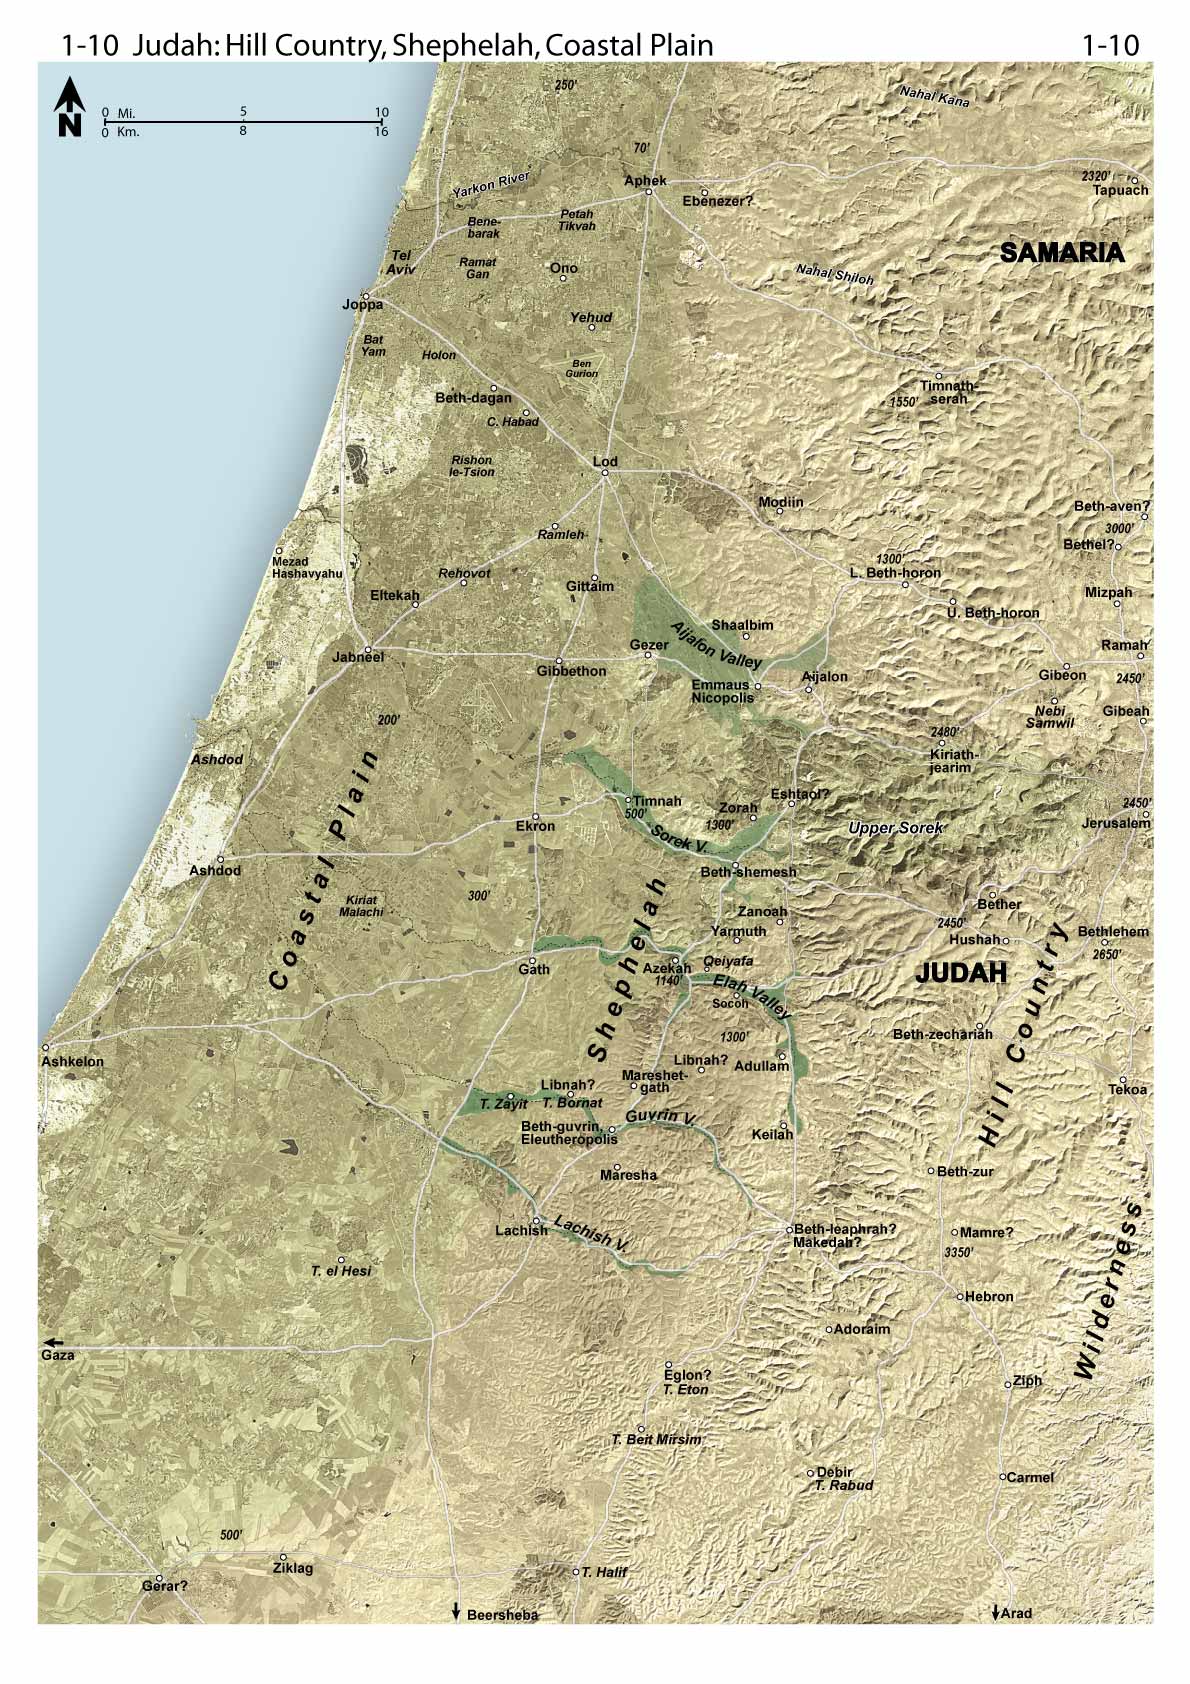 1-10 Judah: Hill Country, Shephelah, Coastal Plain
1-10
N
0 Mi. 5 10
0 Km. 8 16
250'
Nahal Kana
70'
Yarkon River
Aphek
Ebenezer?
2320'
Tapuach
Bene-
barak
Petah
Tikvah
SAMARIA
Tel
Aviv
Ramat
Gan
Ono
Nahal Shiloh
Joppa
Yehud
Bat
Yam
Holon
Ben
Gurion
Timnath-
serah
1550'
Beth-dagan
C. Habad
Rishon
le-Tsion
Lod
Modiin
Beth-aven?
3000'
Bethel?
Ramleh
Mezad
Hashavyahu
Rehovot
Gittaim
1300'
L. Beth-horon
Eltekah
Mizpah
U. Beth-horon
Shaalbim
Aijalon Valley
Jabneel
Gezer
Gibbethon
Ramah
Gibeon
2450'
Emmaus
Nicopolis
Aijalon
Nebi
Samwil
Gibeah
200'
2480'
Kiriath-
jearim
Ashdod
Coastal Plain
Timnah
500'
Zorah
1300'
Eshtaol?
2450'
Jerusalem
Ekron
Sorek V.
Upper Sorek
Ashdod
Beth-shemesh
300'
Kiriat
Malachi
Shephelah
Zanoah
Yarmuth
Bether
2450'
Hushah
Bethlehem
2650'
Gath
Azekah
1140'
Qeiyafa
Elah Valley
Socoh
JUDAH
Hill Country
1300'
Beth-zechariah
Ashkelon
Libnah?
Adullam
Mareshet-
gath
Tekoa
Libnah?
T. Zayit
T. Bornat
Guvrin V.
Beth-guvrin,
Eleutheropolis
Keilah
Maresha
Beth-zur
Lachish
Lachish V.
Beth-leaphrah?
Makedah?
Mamre?
3350'
Wilderness
T. el Hesi
Hebron
Adoraim
Gaza
Eglon?
T. Eton
Ziph
T. Beit Mirsim
Debir
T. Rabud
Carmel
500'
Ziklag
Gerar?
T. Halif
Beersheba
Arad